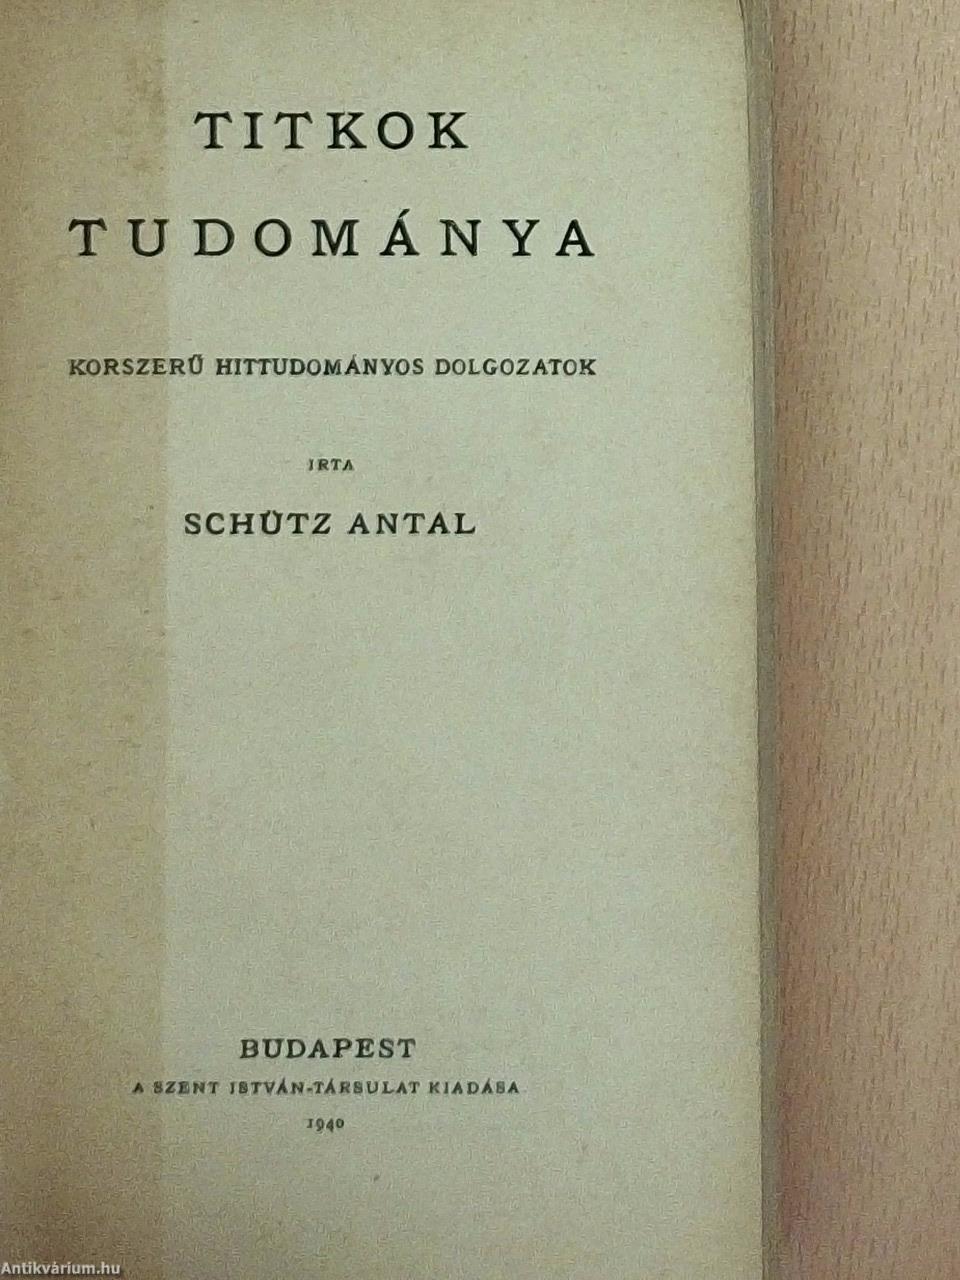 TITKOK
TUDOMÁNYA
KORSZERŰ HITTUDOMÁNYOS DOLGOZATOK
IRTA
SCHÜTZ ANTAL
BUDAPEST
A SZENT ISTVÁN-TÁRSULAT KIADÁSA
1940
Antikvárium.hu